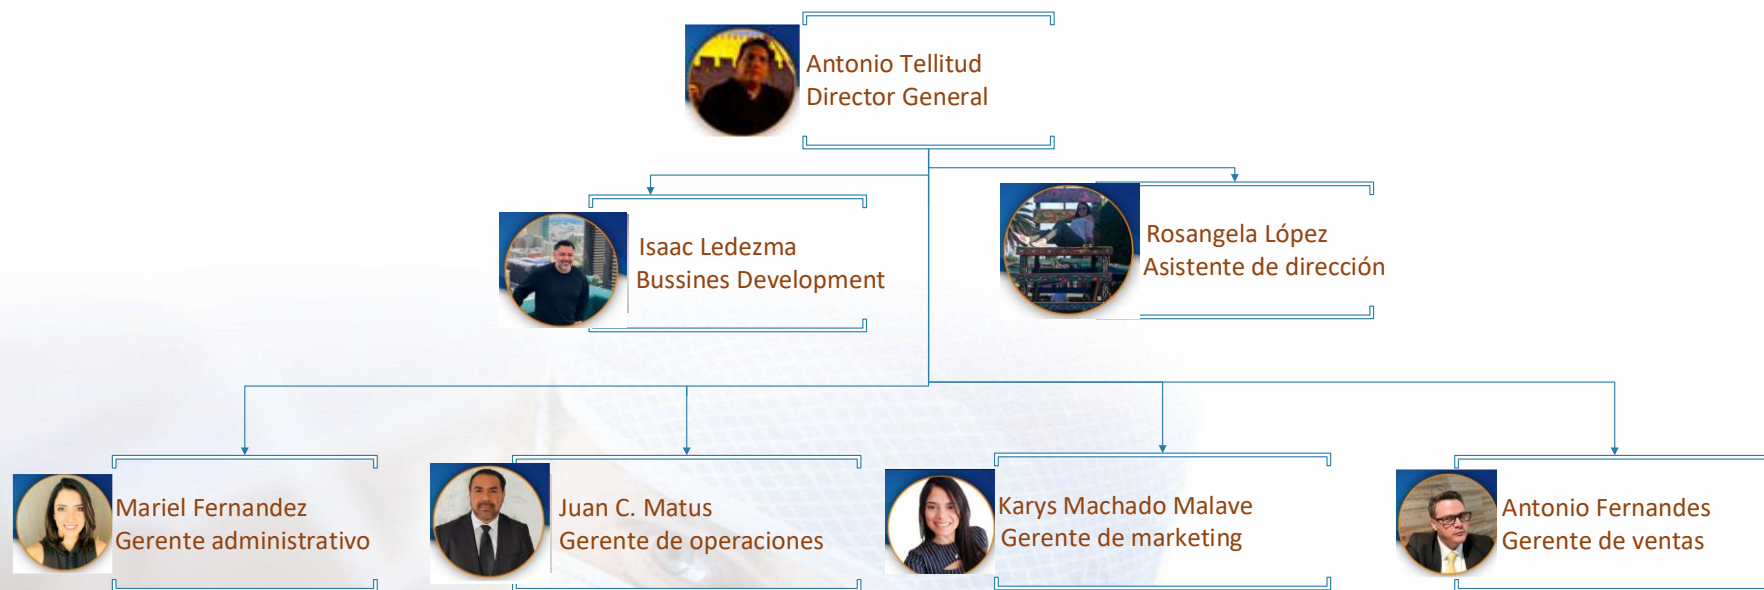 Antonio Tellitud
Director General
Isaac Ledezma
Bussines Development
Rosangela López
Asistente de dirección
Mariel Fernandez
Gerente administrativo
Juan C. Matus
Gerente de operaciones
Karys Machado Malave
Gerente de marketing
Antonio Fernandes
Gerente de ventas